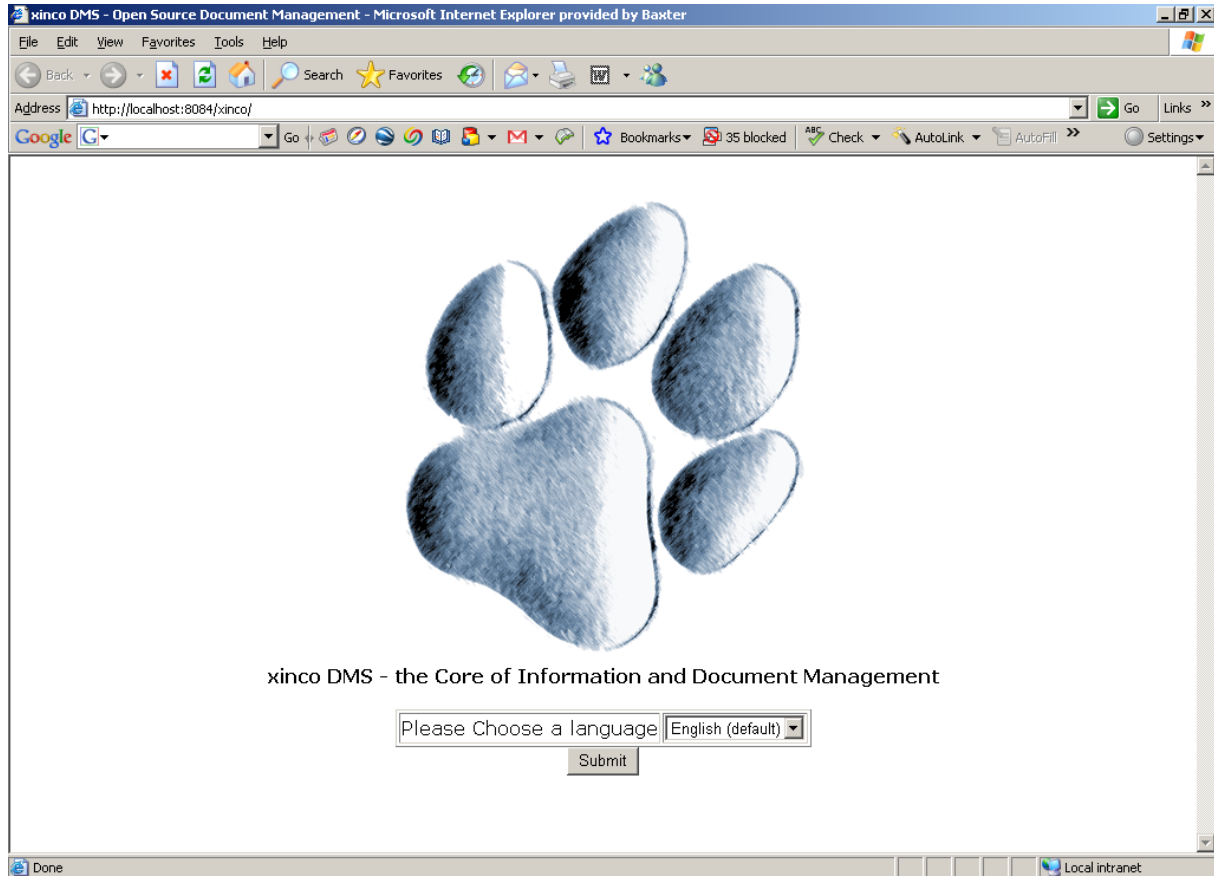 xinco DMS - Open Source Document Management - Microsoft Internet Explorer provided by Baxter
File Edit View Favorites Tools Help
Back Search Favorites W
Address http://localhost:8084/xinco/ Go Links »
Google G Go Bookmarks 35 blocked ABC Check AutoLink AutoFill » Settings
xinco DMS - the Core of Information and Document Management
Please Choose a language English (default)
Submit
Done Local intranet